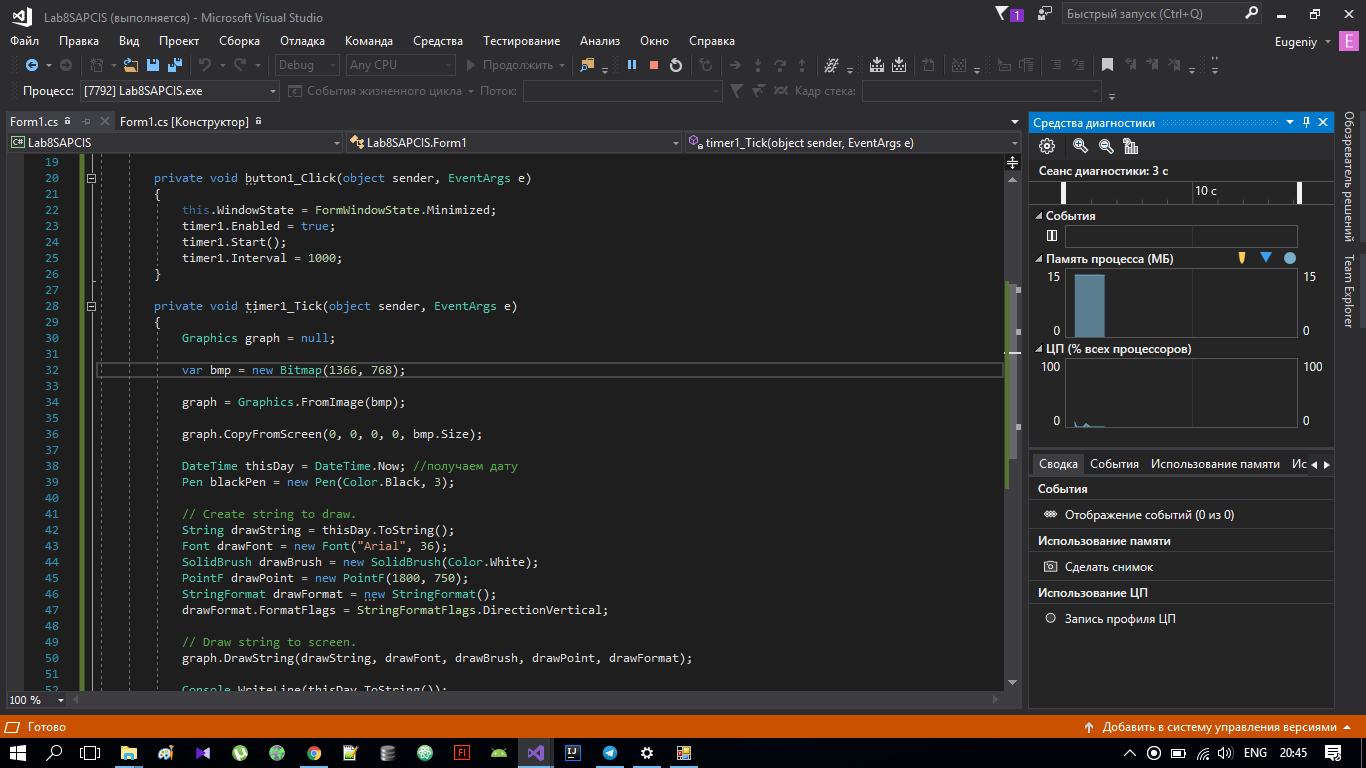 Lab8SAPCIS (выполняется) - Microsoft Visual Studio
1
Быстрый запуск (Ctrl+Q)
Файл Правка Вид Проект Сборка Отладка Команда Средства Тестирование Анализ Окно Справка
Eugeniy E
Debug Any CPU Продолжить
Процесс: [7792] Lab8SAPCIS.exe События жизненного цикла Поток: Кадр стека:
Form1.cs Form1.cs [Конструктор]
C# Lab8SAPCIS Lab8SAPCIS.Form1 timer1_Tick(object sender, EventArgs e)
19
20 private void button1_Click(object sender, EventArgs e)
21 {
22 this.WindowState = FormWindowState.Minimized;
23 timer1.Enabled = true;
24 timer1.Start();
25 timer1.Interval = 1000;
26 }
27
28 private void timer1_Tick(object sender, EventArgs e)
29 {
30 Graphics graph = null;
31
32 var bmp = new Bitmap(1366, 768);
33
34 graph = Graphics.FromImage(bmp);
35
36 graph.CopyFromScreen(0, 0, 0, 0, bmp.Size);
37
38 DateTime thisDay = DateTime.Now; //получаем дату
39 Pen blackPen = new Pen(Color.Black, 3);
40
41 // Create string to draw.
42 String drawString = thisDay.ToString();
43 Font drawFont = new Font("Arial", 36);
44 SolidBrush drawBrush = new SolidBrush(Color.White);
45 PointF drawPoint = new PointF(1800, 750);
46 StringFormat drawFormat = new StringFormat();
47 drawFormat.FormatFlags = StringFormatFlags.DirectionVertical;
48
49 // Draw string to screen.
50 graph.DrawString(drawString, drawFont, drawBrush, drawPoint, drawFormat);
51
52 Console.WriteLine(thisDay.ToString());
100 %
Средства диагностики
Сеанс диагностики: 3 с
10 с
События
Память процесса (МБ)
15 15
0 0
ЦП (% всех процессоров)
100 100
0 0
Сводка События Использование памяти Ис
События
Отображение событий (0 из 0)
Использование памяти
Сделать снимок
Использование ЦП
Запись профиля ЦП
Обозреватель решений
Team Explorer
Готово
Добавить в систему управления версиями
Fl IJ
ENG 20:45